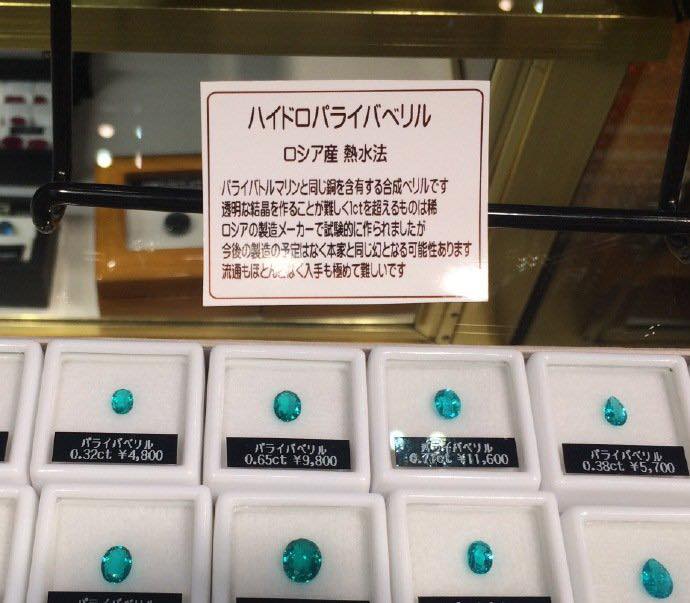 ハイドロパライバベリル
ロシア産 熱水法
パライバトルマリンと同じ銅を含有する合成ベリルです
透明な結晶を作ることが難しく1ctを超えるものは稀
ロシアの製造メーカーで試験的に作られましたが
今後の製造の予定はなく本家と同じ幻となる可能性あります
流通もほとんどなく入手も極めて難しいです
パライバベリル
0.32ct ¥4,800
パライバベリル
0.65ct ¥9,800
バベリル
¥11,600
パライバベリル
0.38ct ¥5,700
パライバベリル